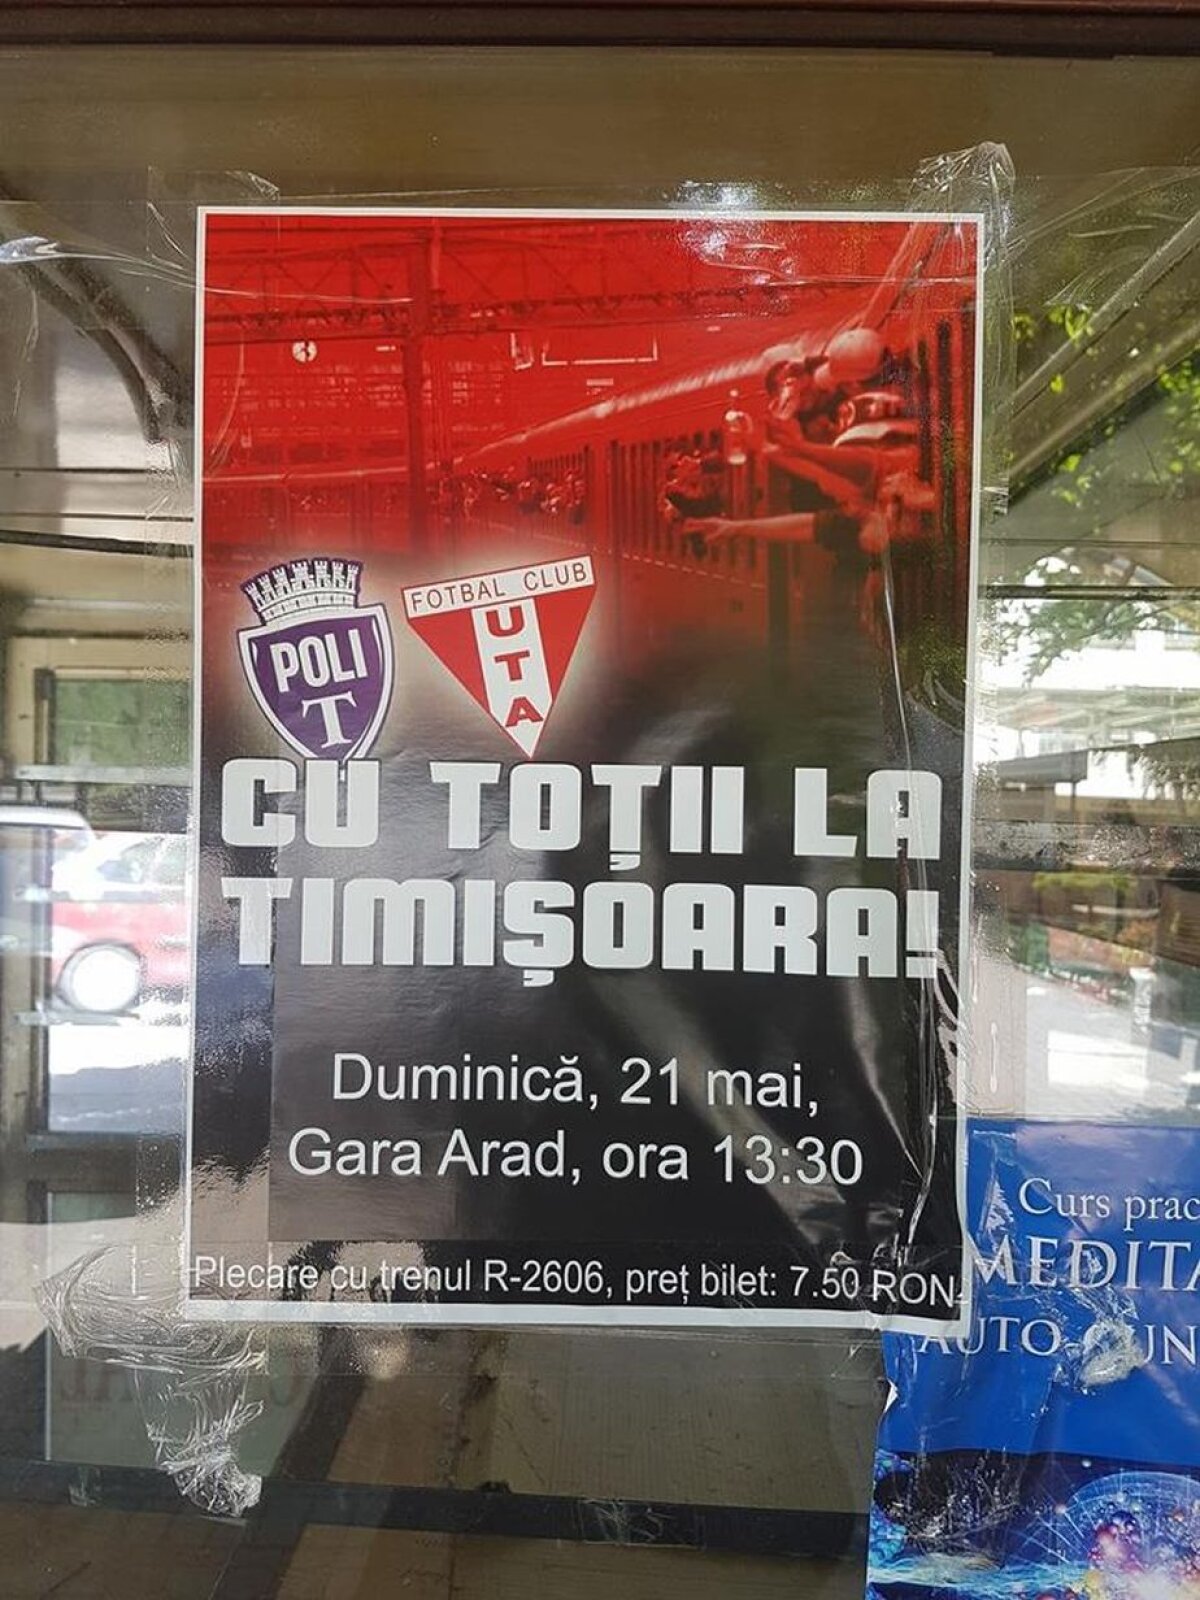 POLI
T
FOTBAL CLUB
UTA
CU TOȚII LA
TIMIȘOARA!
Duminică, 21 mai,
Gara Arad, ora 13:30
Plecare cu trenul R-2606, preț bilet: 7.50 RON
Curs prac
MEDITA
AUTO-CUN